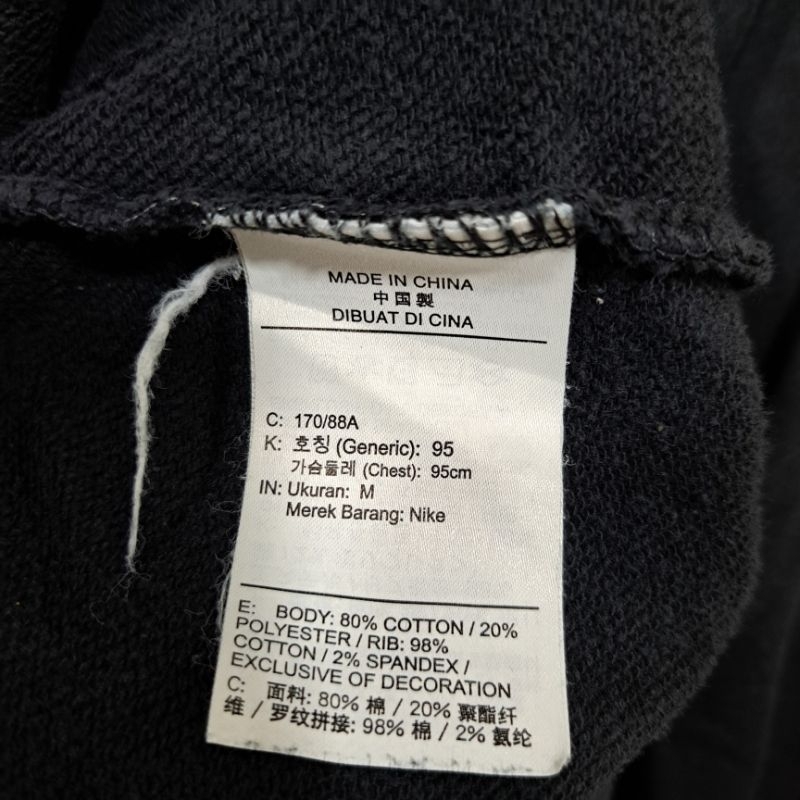 MADE IN CHINA
中国製
DIBUAT DI CINA
C: 170/88A
K: 호칭 (Generic): 95
가슴둘레 (Chest): 95cm
IN: Ukuran: M
Merek Barang: Nike
E: BODY: 80% COTTON / 20%
POLYESTER / RIB: 98%
COTTON / 2% SPANDEX /
EXCLUSIVE OF DECORATION
C: 面料: 80% 棉 / 20% 聚酯纤
维 / 罗纹拼接: 98% 棉 / 2% 氨纶